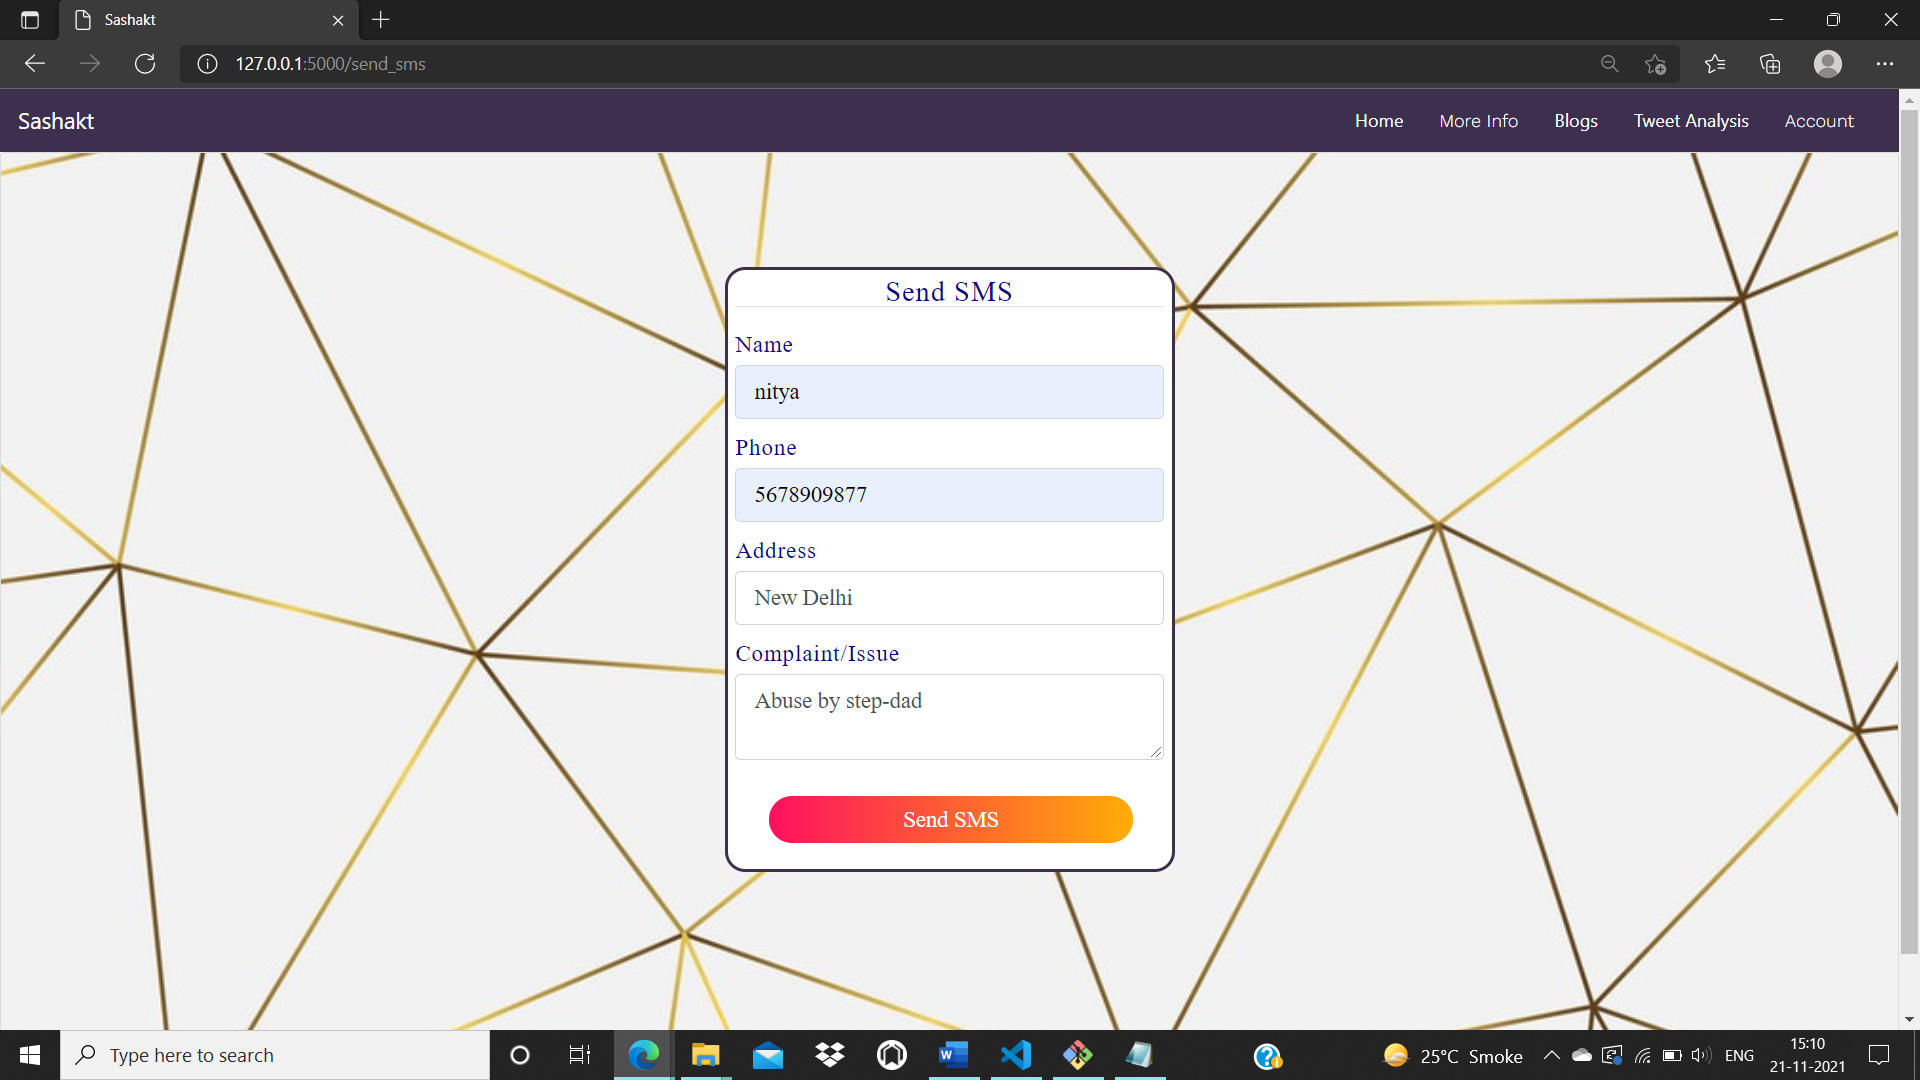 Sashakt
127.0.0.1:5000/send_sms
Sashakt
Home More Info Blogs Tweet Analysis Account
Send SMS
Name
nitya
Phone
5678909877
Address
New Delhi
Complaint/Issue
Abuse by step-dad
Send SMS
Type here to search
25°C Smoke
ENG
15:10
21-11-2021